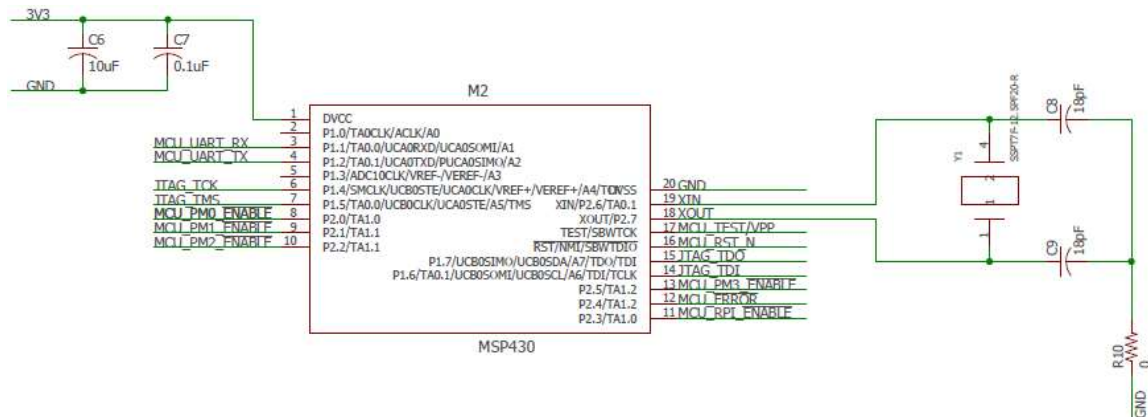 3V3
C6
10uF
C7
0.1uF
GND
M2
1 DVCC
2 P1.0/TA0CLK/ACLK/A0
MCU_UART_RX 3 P1.1/TA0.0/UCA0RXD/UCA0SOMI/A1
MCU_UART_TX 4 P1.2/TA0.1/UCA0TXD/PUCA0SIMO/A2
5 P1.3/ADC10CLK/VREF-/VEREF-/A3
JTAG_TCK 6 P1.4/SMCLK/UCB0STE/UCA0CLK/VREF+/VEREF+/A4/TCK
JTAG_TMS 7 P1.5/TA0.0/UCB0CLK/UCA0STE/A5/TMS
MCU_PM0_ENABLE 8 P2.0/TA1.0
MCU_PM1_ENABLE 9 P2.1/TA1.1
MCU_PM2_ENABLE 10 P2.2/TA1.1
DVSS 20 GND
XIN/P2.6/TA0.1 19 XIN
XOUT/P2.7 18 XOUT
TEST/SBWTCK 17 MCU_TEST/VPP
RST/NMI/SBWTDIO 16 MCU_RST_N
P1.7/UCB0SIMO/UCB0SDA/A7/TDO/TDI 15 JTAG_TDO
P1.6/TA0.1/UCB0SOMI/UCB0SCL/A6/TDI/TCLK 14 JTAG_TDI
P2.5/TA1.2 13 MCU_PM3_ENABLE
P2.4/TA1.2 12 MCU_ERROR
P2.3/TA1.0 11 MCU_RPI_ENABLE
MSP430
Y1
SSPT7F-12.5PF20-R
4
2
1
1
C8
18pF
C9
18pF
R10
0
GND